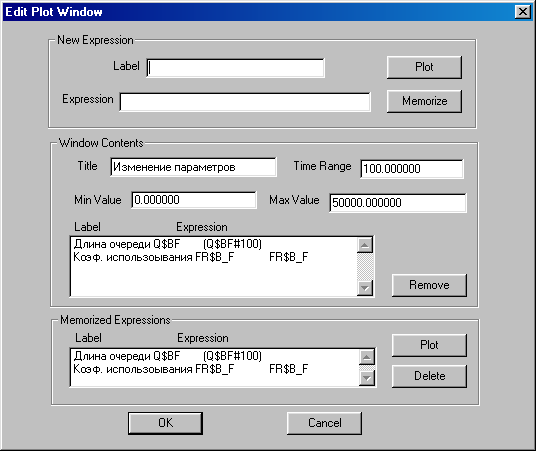 Edit Plot Window
New Expression
Label
Plot
Expression
Memorize
Window Contents
Title Изменение параметров Time Range 100.000000
Min Value 0.000000 Max Value 50000.000000
Label Expression
Длина очереди Q$BF (Q$BF#100)
Коэф. использоывания FR$B_F FR$B_F
Remove
Memorized Expressions
Label Expression
Plot
Длина очереди Q$BF (Q$BF#100)
Коэф. использоывания FR$B_F FR$B_F
Delete
OK Cancel